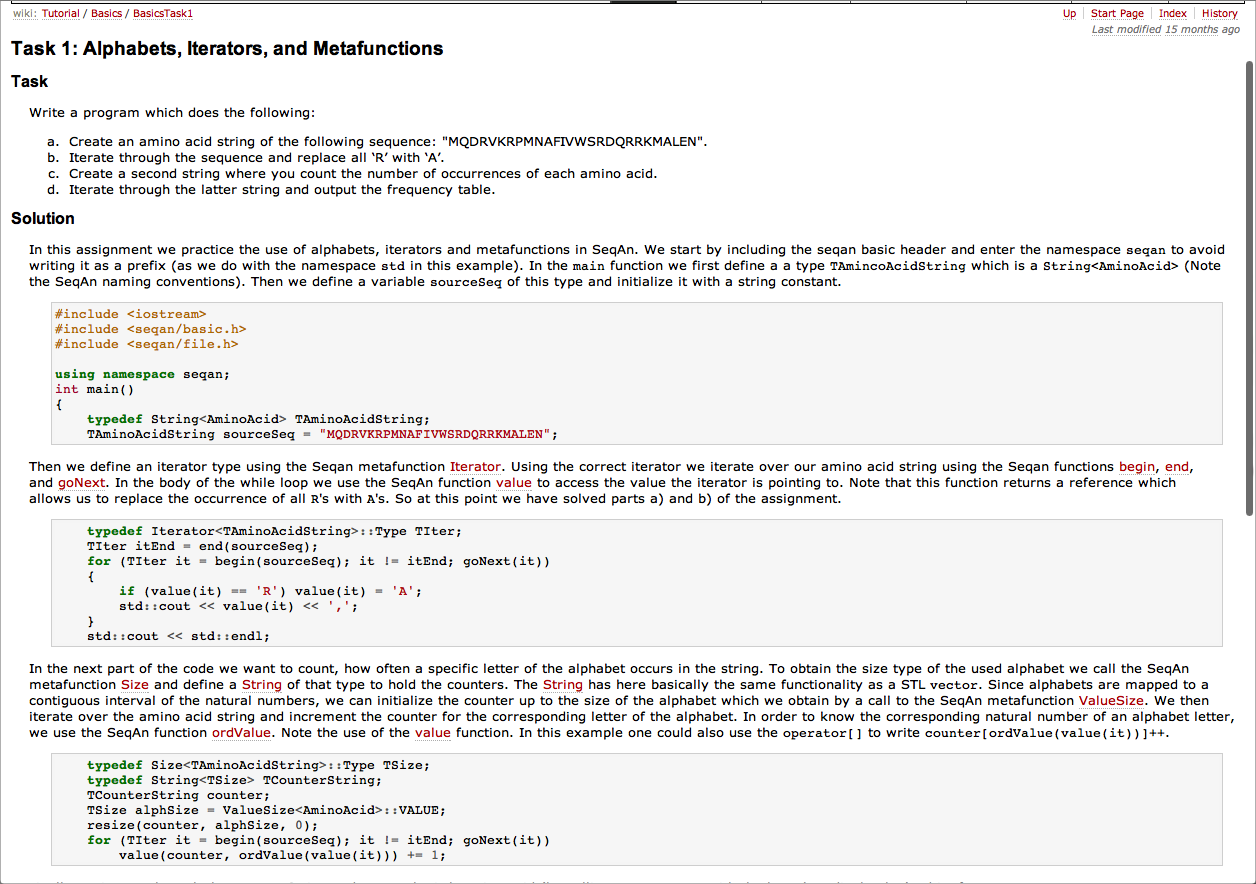 wiki: Tutorial / Basics / BasicsTask1
Up Start Page Index History
Last modified 15 months ago
Task 1: Alphabets, Iterators, and Metafunctions
Task
Write a program which does the following:
a. Create an amino acid string of the following sequence: "MQDRVKRPMNAFIVWSRDQRRKMALEN".
b. Iterate through the sequence and replace all ‘R’ with ‘A’.
c. Create a second string where you count the number of occurrences of each amino acid.
d. Iterate through the latter string and output the frequency table.
Solution
In this assignment we practice the use of alphabets, iterators and metafunctions in SeqAn. We start by including the seqan basic header and enter the namespace seqan to avoid
writing it as a prefix (as we do with the namespace std in this example). In the main function we first define a a type TAmincoAcidString which is a String<AminoAcid> (Note
the SeqAn naming conventions). Then we define a variable sourceSeq of this type and initialize it with a string constant.
#include <iostream>
#include <seqan/basic.h>
#include <seqan/file.h>
using namespace seqan;
int main()
{
typedef String<AminoAcid> TAminoAcidString;
TAminoAcidString sourceSeq = "MQDRVKRPMNAFIVWSRDQRRKMALEN";
Then we define an iterator type using the Seqan metafunction Iterator. Using the correct iterator we iterate over our amino acid string using the Seqan functions begin, end,
and goNext. In the body of the while loop we use the SeqAn function value to access the value the iterator is pointing to. Note that this function returns a reference which
allows us to replace the occurrence of all R's with A's. So at this point we have solved parts a) and b) of the assignment.
typedef Iterator<TAminoAcidString>::Type TIter;
TIter itEnd = end(sourceSeq);
for (TIter it = begin(sourceSeq); it != itEnd; goNext(it))
{
if (value(it) == 'R') value(it) = 'A';
std::cout << value(it) << ',';
}
std::cout << std::endl;
In the next part of the code we want to count, how often a specific letter of the alphabet occurs in the string. To obtain the size type of the used alphabet we call the SeqAn
metafunction Size and define a String of that type to hold the counters. The String has here basically the same functionality as a STL vector. Since alphabets are mapped to a
contiguous interval of the natural numbers, we can initialize the counter up to the size of the alphabet which we obtain by a call to the SeqAn metafunction ValueSize. We then
iterate over the amino acid string and increment the counter for the corresponding letter of the alphabet. In order to know the corresponding natural number of an alphabet letter,
we use the SeqAn function ordValue. Note the use of the value function. In this example one could also use the operator[] to write counter[ordValue(value(it))]++.
typedef Size<TAminoAcidString>::Type TSize;
typedef String<TSize> TCounterString;
TCounterString counter;
TSize alphSize = ValueSize<AminoAcid>::VALUE;
resize(counter, alphSize, 0);
for (TIter it = begin(sourceSeq); it != itEnd; goNext(it))
value(counter, ordValue(value(it))) += 1;